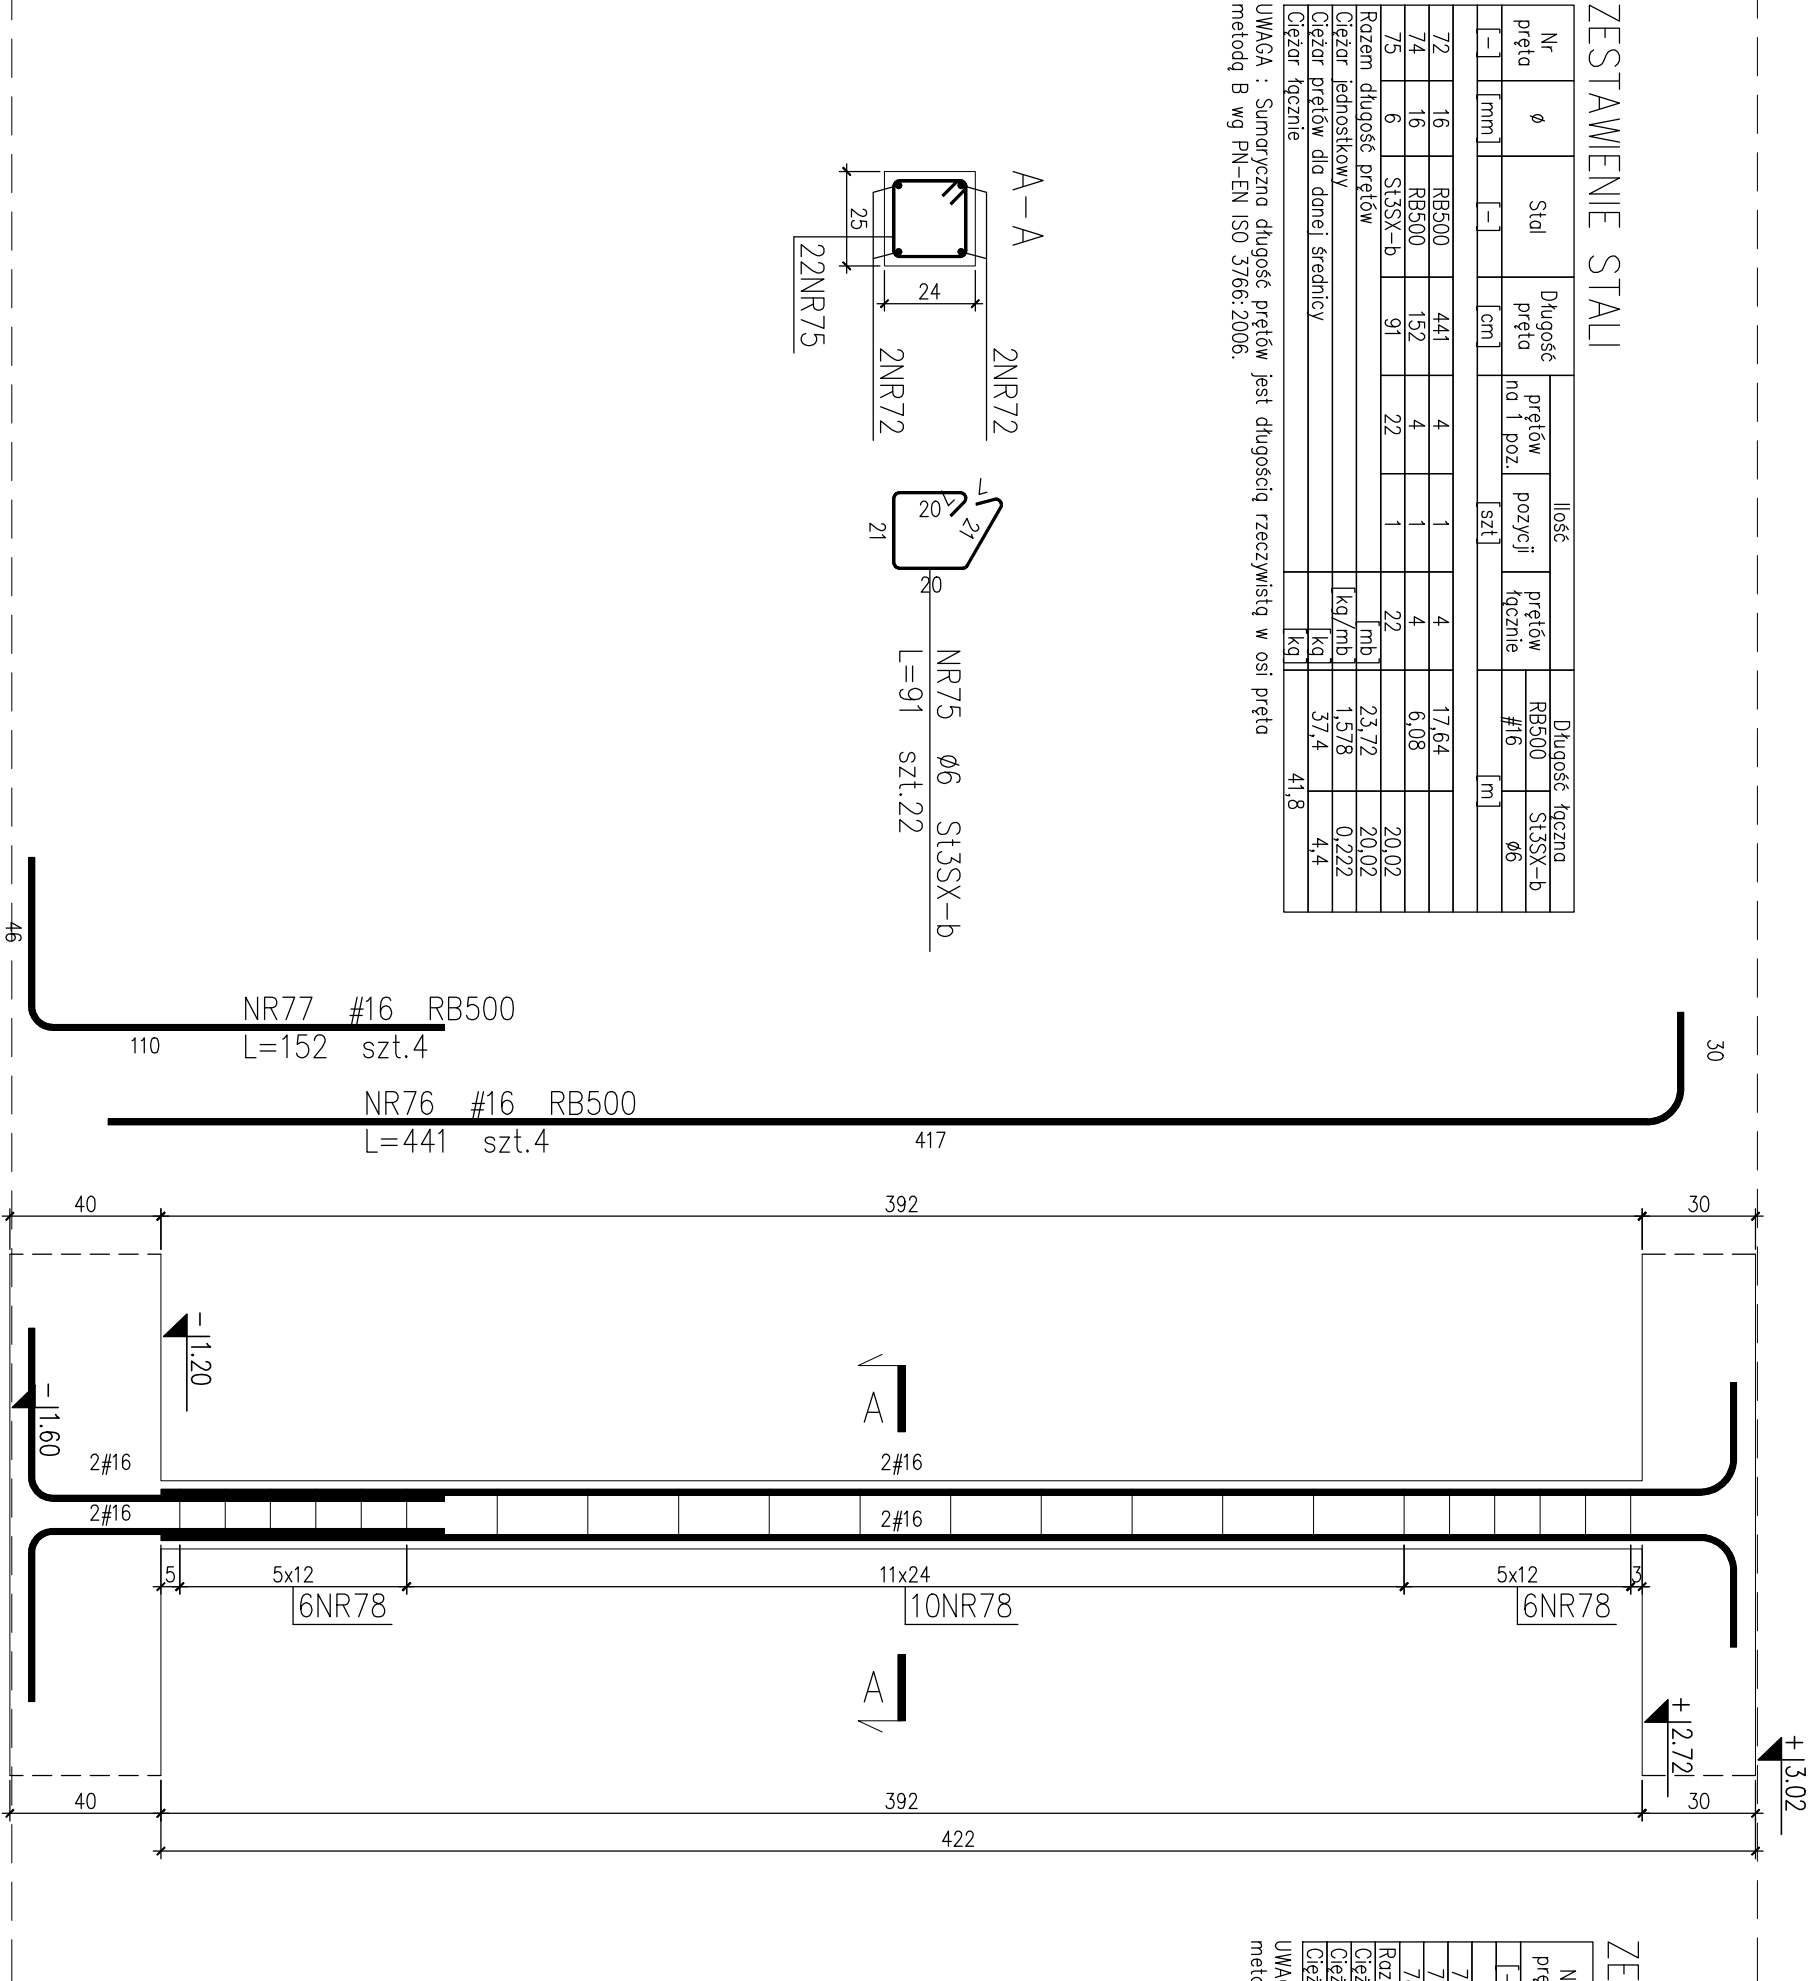 ZESTAWIENIE STALI
Nr pręta ø Stal Długość pręta Ilość Długość łączna
prętów na 1 poz. pozycji prętów łącznie RB500 St3SX-b
#16 ø6
[-] [mm] [-] [cm] [szt] [m]
72 16 RB500 441 4 1 4 17,64
74 16 RB500 152 4 1 4 6,08
75 6 St3SX-b 91 22 1 22 20,02
Razem długość prętów [mb] 23,72 20,02
Ciężar jednostkowy [kg/mb] 1,578 0,222
Ciężar prętów dla danej średnicy [kg] 37,4 4,4
Ciężar łącznie [kg] 41,8
UWAGA : Sumaryczna długość prętów jest długością rzeczywistą w osi pręta
metodą B wg PN-EN ISO 3766:2006.
A-A
25
24
22NR75
2NR72
2NR72
7
7
20
21
21
20
NR75 ø6 St3SX-b
L=91 szt.22
46
NR77 #16 RB500
110
L=152 szt.4
30
NR76 #16 RB500
L=441 szt.4
417
40
392
30
-1.20
-1.60
A
2#16
2#16
2#16
2#16
5
5x12
11x24
5x12
3
6NR78
10NR78
6NR78
A
+2.72
+3.02
40
392
30
422